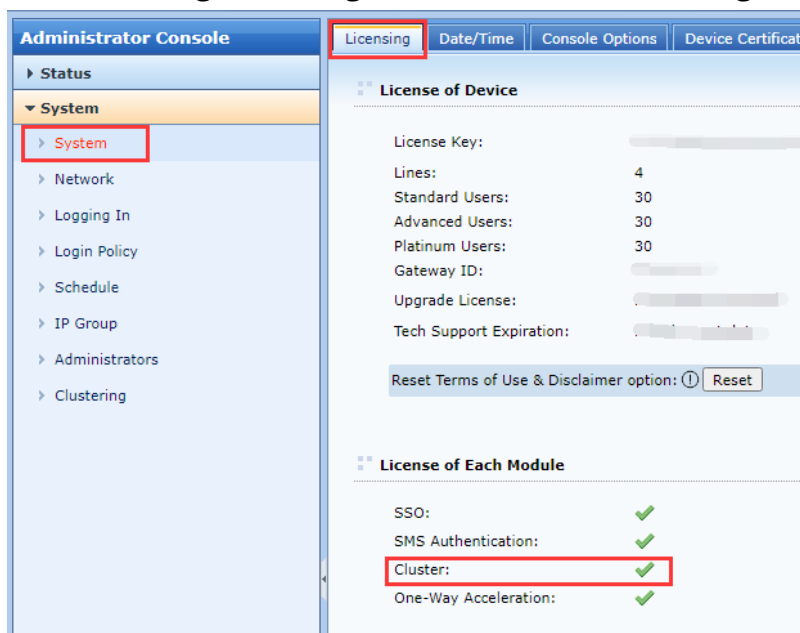 Administrator Console
Status
System
System
Network
Logging In
Login Policy
Schedule
IP Group
Administrators
Clustering
Licensing Date/Time Console Options Device Certificat
License of Device
License Key:
Lines: 4
Standard Users: 30
Advanced Users: 30
Platinum Users: 30
Gateway ID:
Upgrade License:
Tech Support Expiration:
Reset Terms of Use & Disclaimer option: Reset
License of Each Module
SSO:
SMS Authentication:
Cluster:
One-Way Acceleration: